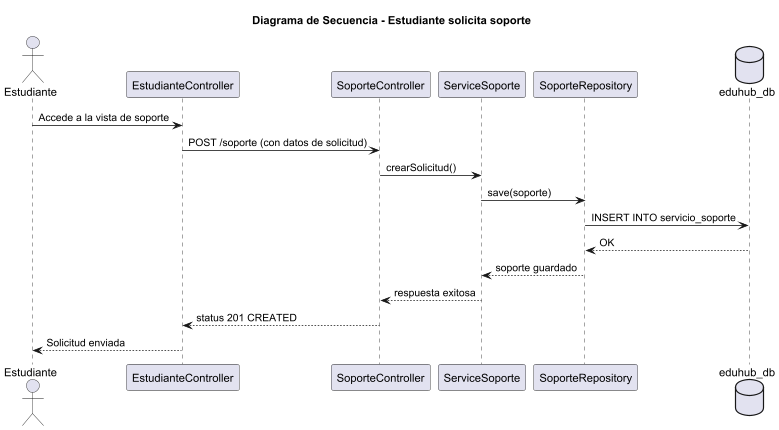 Diagrama de Secuencia - Estudiante solicita soporte
Estudiante
EstudianteController
SoporteController
ServiceSoporte
SoporteRepository
eduhub_db
Accede a la vista de soporte
POST /soporte (con datos de solicitud)
crearSolicitud()
save(soporte)
INSERT INTO servicio_soporte
OK
soporte guardado
respuesta exitosa
status 201 CREATED
Solicitud enviada
Estudiante
EstudianteController
SoporteController
ServiceSoporte
SoporteRepository
eduhub_db